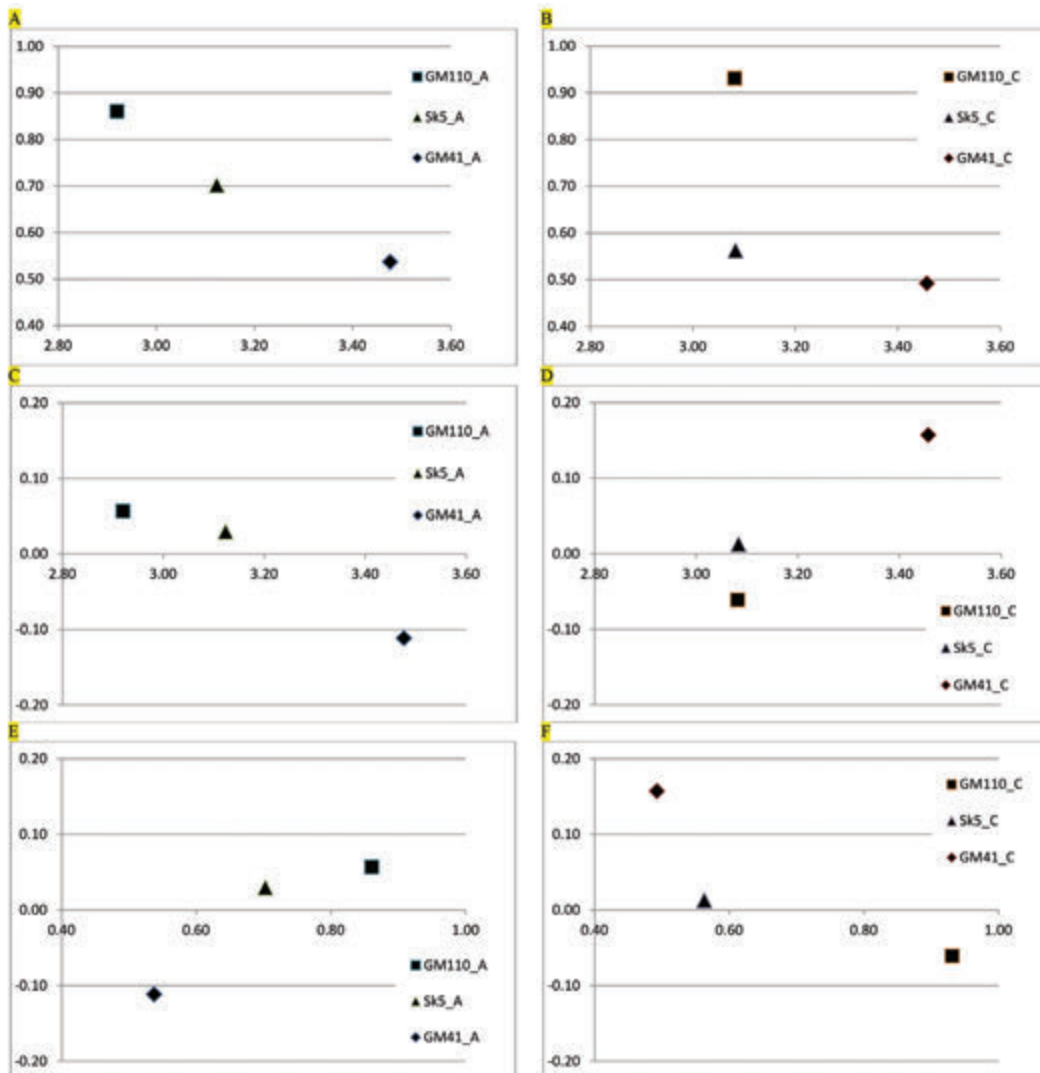 A
1.00
0.90
0.80
0.70
0.60
0.50
0.40
2.80 3.00 3.20 3.40 3.60
GM110_A
Sk5_A
GM41_A
B
1.00
0.90
0.80
0.70
0.60
0.50
0.40
2.80 3.00 3.20 3.40 3.60
GM110_C
Sk5_C
GM41_C
C
0.20
0.10
0.00
-0.10
-0.20
2.80 3.00 3.20 3.40 3.60
GM110_A
Sk5_A
GM41_A
D
0.20
0.10
0.00
-0.10
-0.20
2.80 3.00 3.20 3.40 3.60
GM110_C
Sk5_C
GM41_C
E
0.20
0.10
0.00
-0.10
-0.20
0.40 0.60 0.80 1.00
GM110_A
Sk5_A
GM41_A
F
0.20
0.10
0.00
-0.10
-0.20
0.40 0.60 0.80 1.00
GM110_C
Sk5_C
GM41_C